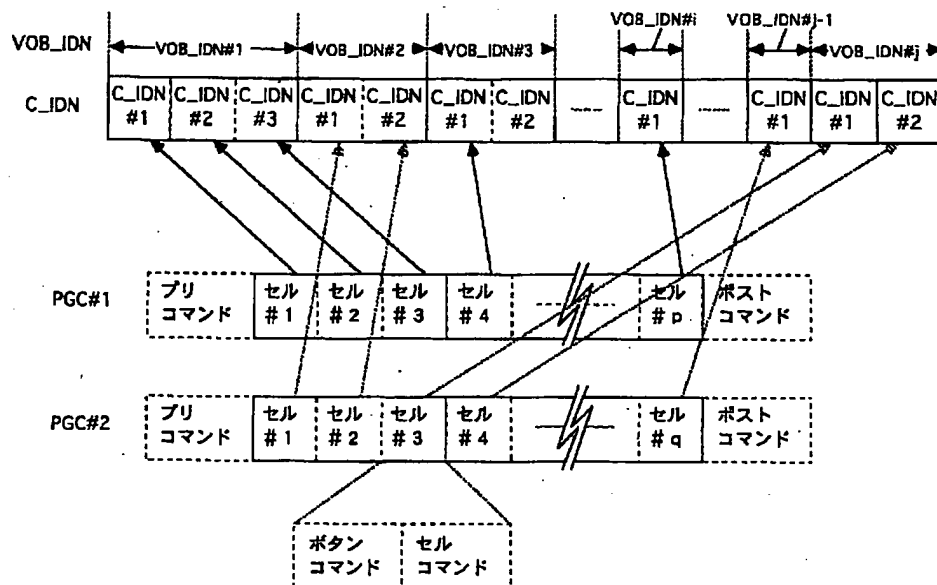 VOB_IDN VOB_IDN#1 VOB_IDN#2 VOB_IDN#3 VOB_IDN#i VOB_IDN#j-1 VOB_IDN#j
C_IDN C_IDN C_IDN C_IDN C_IDN C_IDN C_IDN C_IDN C_IDN C_IDN C_IDN C_IDN
#1 #2 #3 #1 #2 #1 #2 #1 #1 #1 #2
PGC#1 プリ セル セル セル セル セル ポスト
コマンド #1 #2 #3 #4 #p コマンド
PGC#2 プリ セル セル セル セル セル ポスト
コマンド #1 #2 #3 #4 #q コマンド
ボタン セル
コマンド コマンド